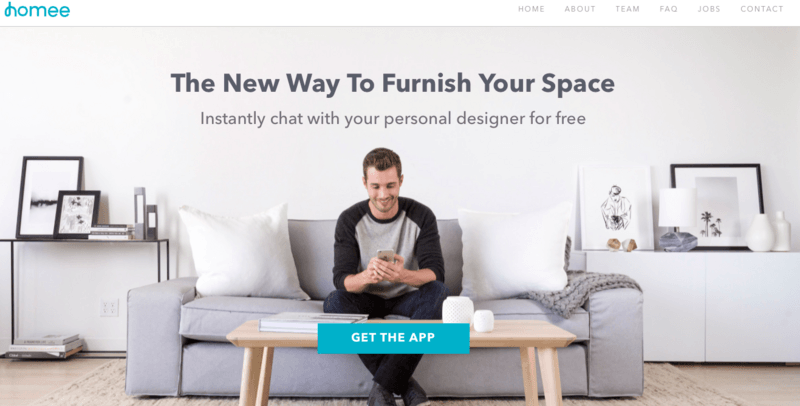 homee
HOME ABOUT TEAM FAQ JOBS CONTACT
The New Way To Furnish Your Space
Instantly chat with your personal designer for free
GET THE APP